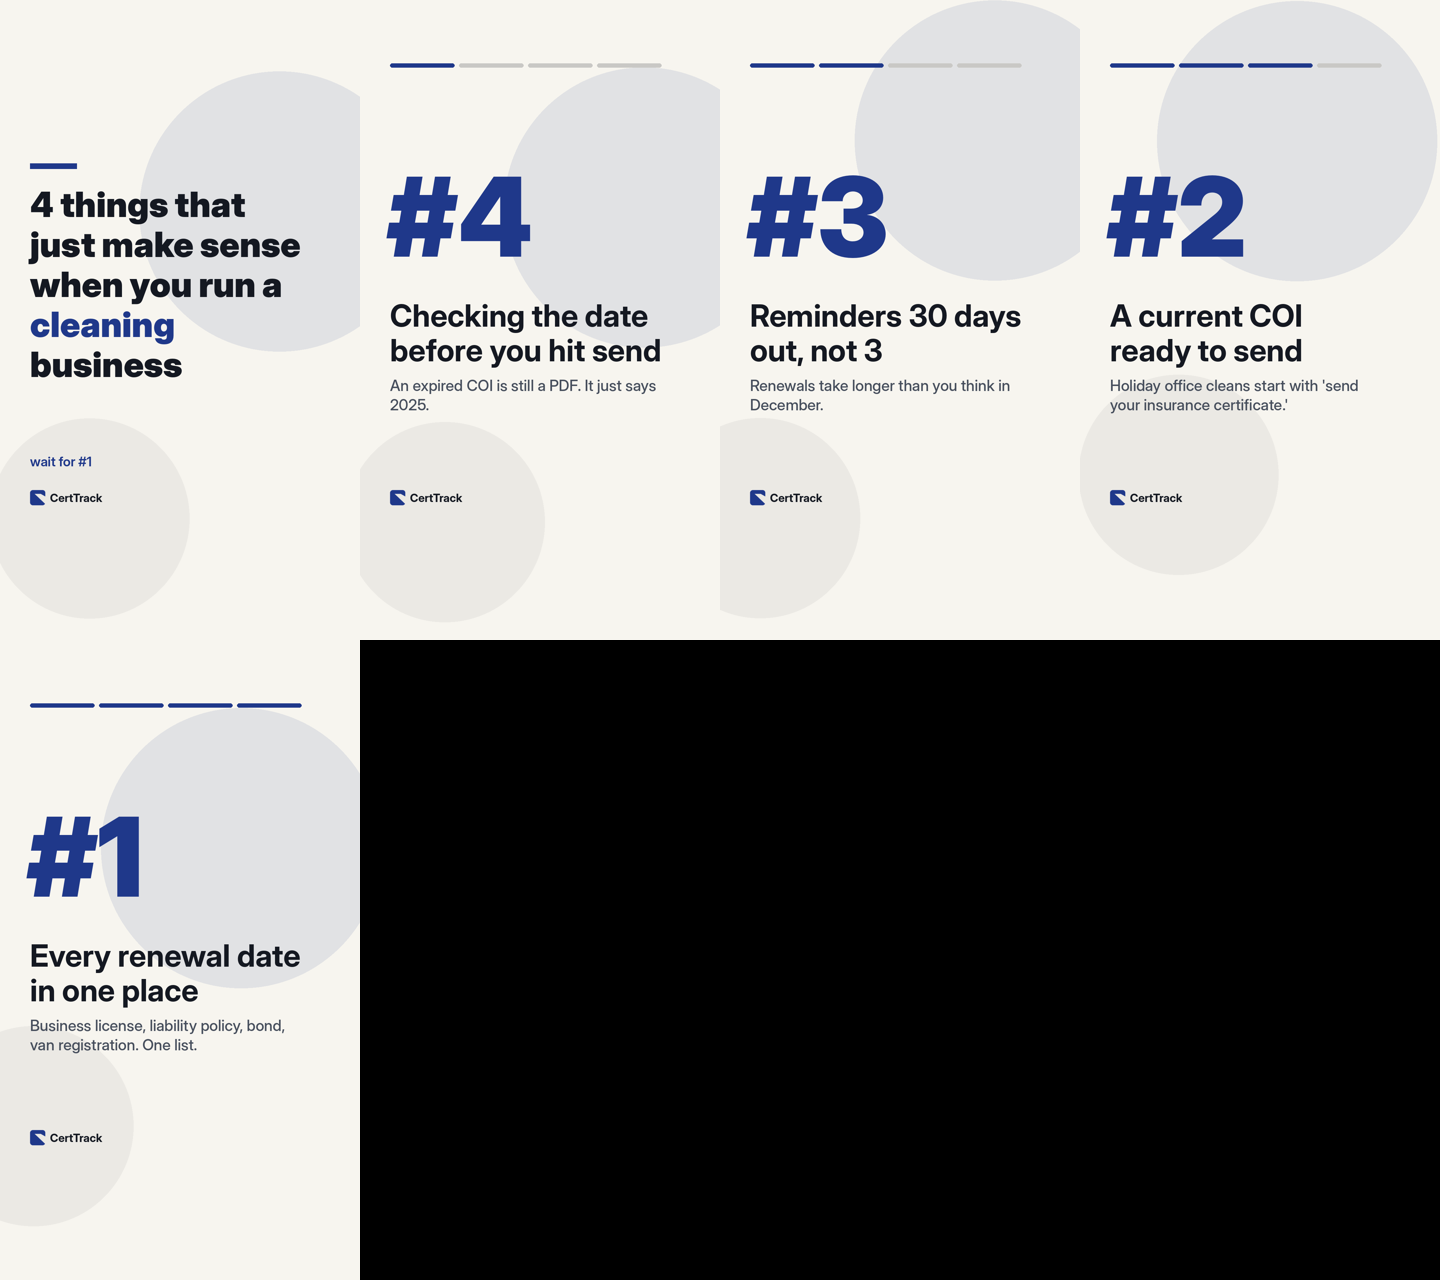 4 things that
just make sense
when you run a
cleaning
business
wait for #1
CertTrack
#4
Checking the date
before you hit send
An expired COI is still a PDF. It just says
2025.
CertTrack
#3
Reminders 30 days
out, not 3
Renewals take longer than you think in
December.
CertTrack
#2
A current COI
ready to send
Holiday office cleans start with 'send
your insurance certificate.'
CertTrack
#1
Every renewal date
in one place
Business license, liability policy, bond,
van registration. One list.
CertTrack